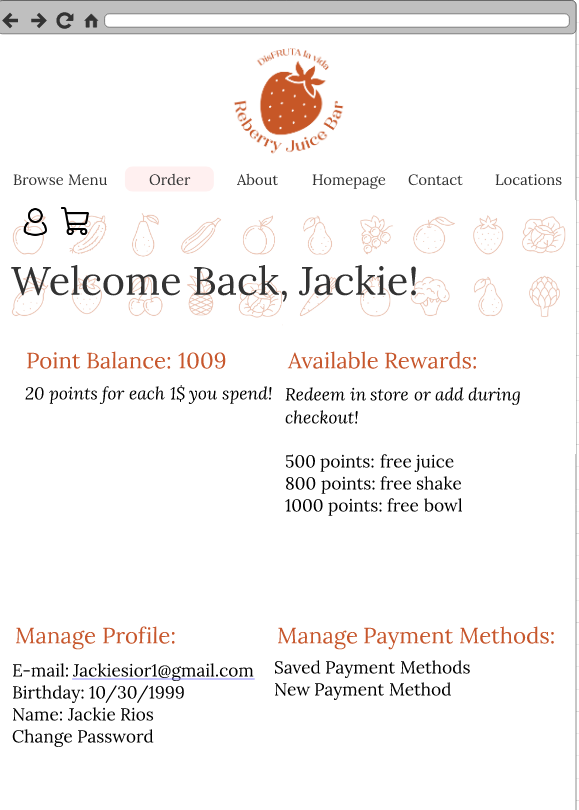 DisFRUTA la vida
Reberry Juice Bar
Browse Menu Order About Homepage Contact Locations
Welcome Back, Jackie!
Point Balance: 1009
20 points for each 1$ you spend!
Available Rewards:
Redeem in store or add during
checkout!
500 points: free juice
800 points: free shake
1000 points: free bowl
Manage Profile:
E-mail: Jackiesior1@gmail.com
Birthday: 10/30/1999
Name: Jackie Rios
Change Password
Manage Payment Methods:
Saved Payment Methods
New Payment Method